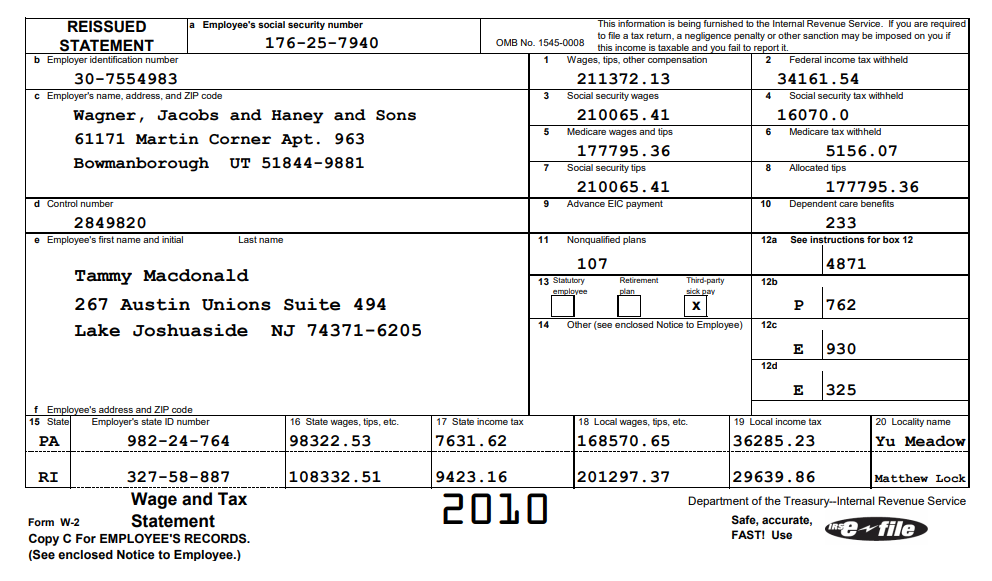 REISSUED STATEMENT
a Employee's social security number
176-25-7940
OMB No. 1545-0008
This information is being furnished to the Internal Revenue Service. If you are required
to file a tax return, a negligence penalty or other sanction may be imposed on you if
this income is taxable and you fail to report it.
b Employer identification number
30-7554983
1 Wages, tips, other compensation
211372.13
2 Federal income tax withheld
34161.54
c Employer's name, address, and ZIP code
Wagner, Jacobs and Haney and Sons
61171 Martin Corner Apt. 963
Bowmanborough UT 51844-9881
3 Social security wages
210065.41
4 Social security tax withheld
16070.0
5 Medicare wages and tips
177795.36
6 Medicare tax withheld
5156.07
7 Social security tips
210065.41
8 Allocated tips
177795.36
d Control number
2849820
9 Advance EIC payment
10 Dependent care benefits
233
e Employee's first name and initial Last name
Tammy Macdonald
267 Austin Unions Suite 494
Lake Joshuaside NJ 74371-6205
f Employee's address and ZIP code
11 Nonqualified plans
107
12a See instructions for box 12
4871
13 Statutory employee
Retirement plan
Third-party sick pay
x
12b
P 762
14 Other (see enclosed Notice to Employee)
12c
E 930
12d
E 325
15 State Employer's state ID number 16 State wages, tips, etc. 17 State income tax 18 Local wages, tips, etc. 19 Local income tax 20 Locality name
PA 982-24-764 98322.53 7631.62 168570.65 36285.23 Yu Meadow
RI 327-58-887 108332.51 9423.16 201297.37 29639.86 Matthew Lock
Form W-2
Wage and Tax
Statement
2010
Department of the Treasury--Internal Revenue Service
Copy C For EMPLOYEE'S RECORDS.
(See enclosed Notice to Employee.)
Safe, accurate,
FAST! Use
IRS e-file